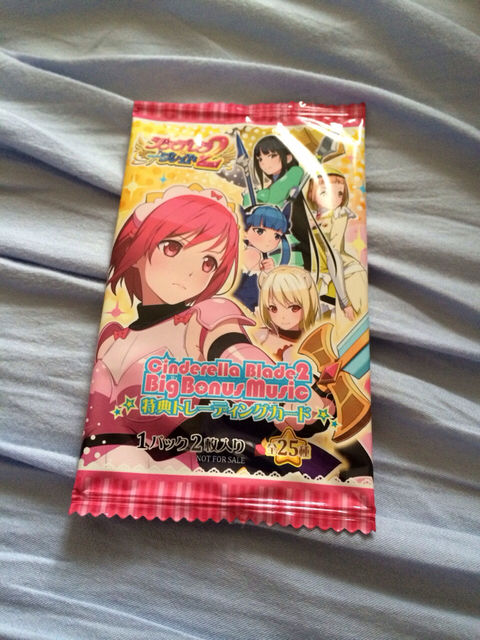 シンデレラ
ブレイド2
Cinderella Blade2
Big Bonus Music
特典トレーディングカード
1パック2枚入り
全25種
NOT FOR SALE